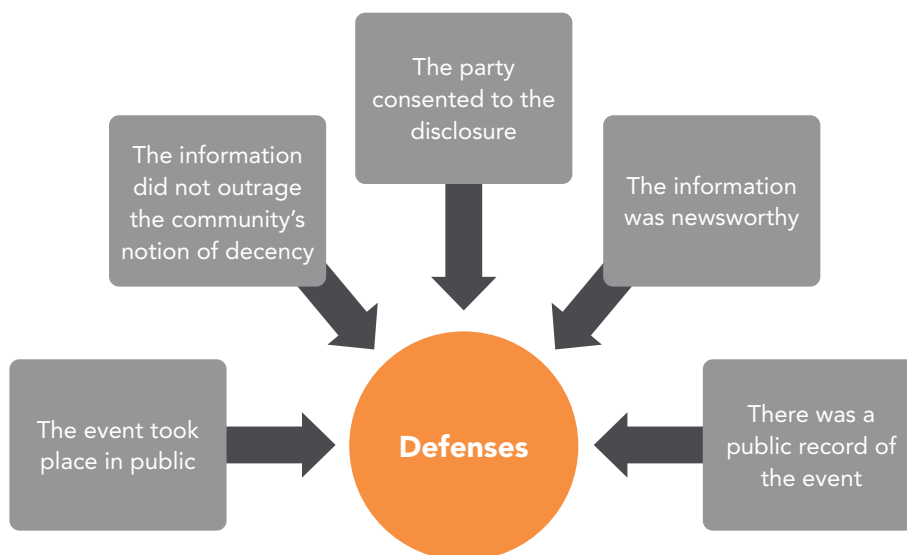 The party
consented to the
disclosure
The information
did not outrage
the community's
notion of decency
The information
was newsworthy
The event took
place in public
Defenses
There was a
public record of
the event